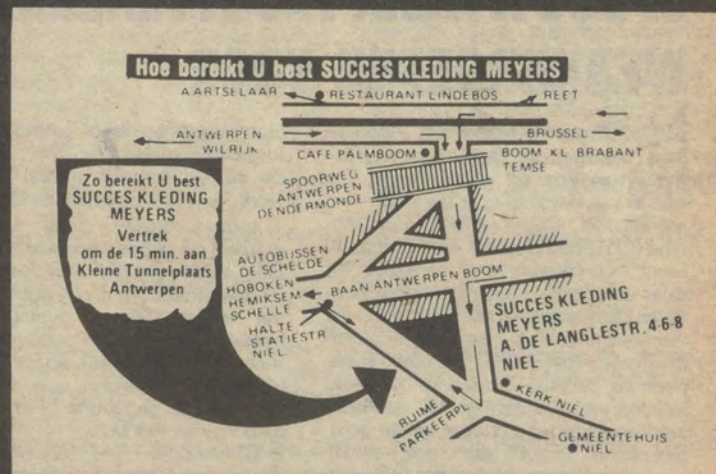 Hoe bereikt U best SUCCES KLEDING MEYERS
AARTSELAAR
RESTAURANT LINDEBOS
REET
ANTWERPEN
WILRIJK
BRUSSEL
CAFE PALMBOOM
BOOM KL. BRABANT
TEMSE
SPOORWEG
ANTWERPEN
DENDERMONDE
Zo bereikt U best
SUCCES KLEDING
MEYERS
Vertrek
om de 15 min. aan
Kleine Tunnelplaats
Antwerpen
AUTOBUSSEN
DE SCHELDE
HOBOKEN
HEMIKSEM
SCHELLE
BAAN ANTWERPEN BOOM
HALTE
STATIESTR
NIEL
SUCCES KLEDING
MEYERS
A. DE LANGLESTR. 4-6-8
NIEL
KERK NIEL
RUIME
PARKEERPL
GEMEENTEHUIS
NIEL